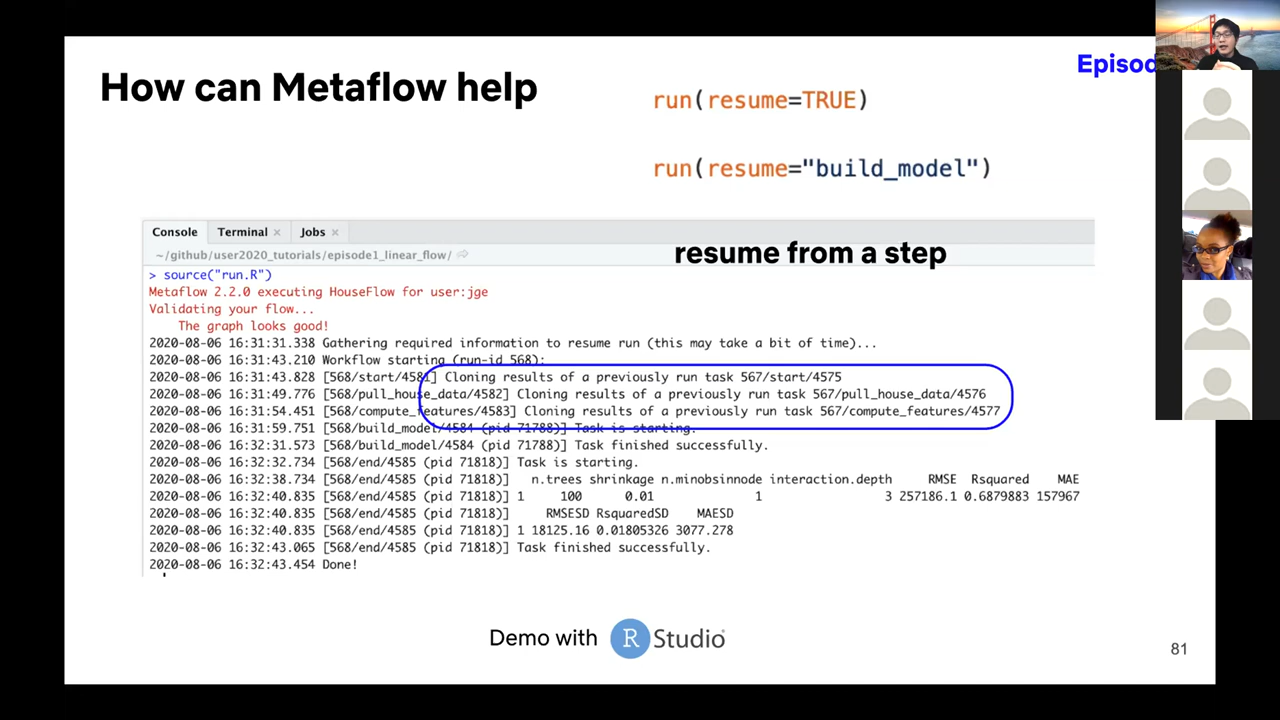 How can Metaflow help
Episod
run(resume=TRUE)
run(resume="build_model")
Console Terminal × Jobs ×
~/github/user2020_tutorials/episode1_linear_flow/
resume from a step
> source("run.R")
Metaflow 2.2.0 executing HouseFlow for user:jge
Validating your flow...
The graph looks good!
2020-08-06 16:31:31.338 Gathering required information to resume run (this may take a bit of time)...
2020-08-06 16:31:43.210 Workflow starting (run-id 568):
2020-08-06 16:31:43.828 [568/start/4581] Cloning results of a previously run task 567/start/4575
2020-08-06 16:31:49.776 [568/pull_house_data/4582] Cloning results of a previously run task 567/pull_house_data/4576
2020-08-06 16:31:54.451 [568/compute_features/4583] Cloning results of a previously run task 567/compute_features/4577
2020-08-06 16:31:59.751 [568/build_model/4584 (pid 71788)] Task is starting.
2020-08-06 16:32:31.573 [568/build_model/4584 (pid 71788)] Task finished successfully.
2020-08-06 16:32:32.734 [568/end/4585 (pid 71818)] Task is starting.
2020-08-06 16:32:38.734 [568/end/4585 (pid 71818)] n.trees shrinkage n.minobsinnode interaction.depth RMSE Rsquared MAE
2020-08-06 16:32:40.835 [568/end/4585 (pid 71818)] 1 100 0.01 1 3 257186.1 0.6879883 157967
2020-08-06 16:32:40.835 [568/end/4585 (pid 71818)] RMSESD RsquaredSD MAESD
2020-08-06 16:32:40.835 [568/end/4585 (pid 71818)] 1 18125.16 0.01805326 3077.278
2020-08-06 16:32:43.065 [568/end/4585 (pid 71818)] Task finished successfully.
2020-08-06 16:32:43.454 Done!
Demo with R Studio
81